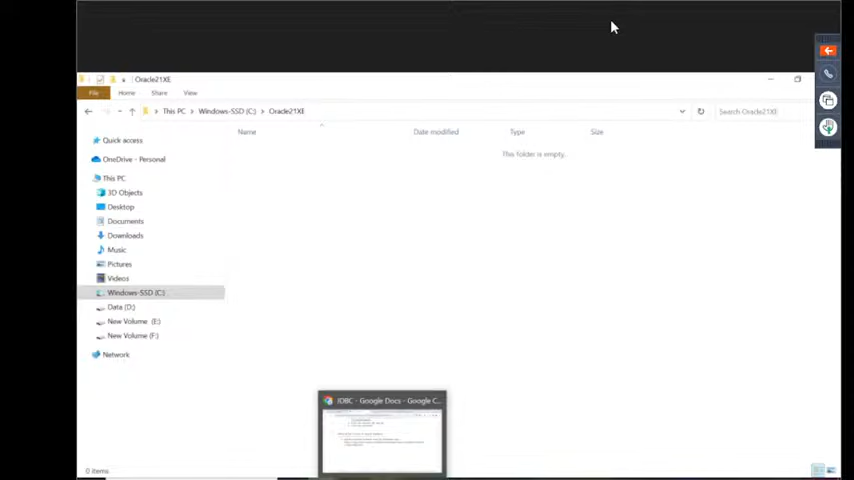 Oracle21XE
File Home Share View
This PC Windows-SSD (C:) Oracle21XE Search Oracle21XE
Name Date modified Type Size
Quick access
This folder is empty.
OneDrive - Personal
This PC
3D Objects
Desktop
Documents
Downloads
Music
Pictures
Videos
Windows-SSD (C:)
Data (D:)
New Volume (E:)
New Volume (F:)
Network
JDBC - Google Docs - Google C...
0 items